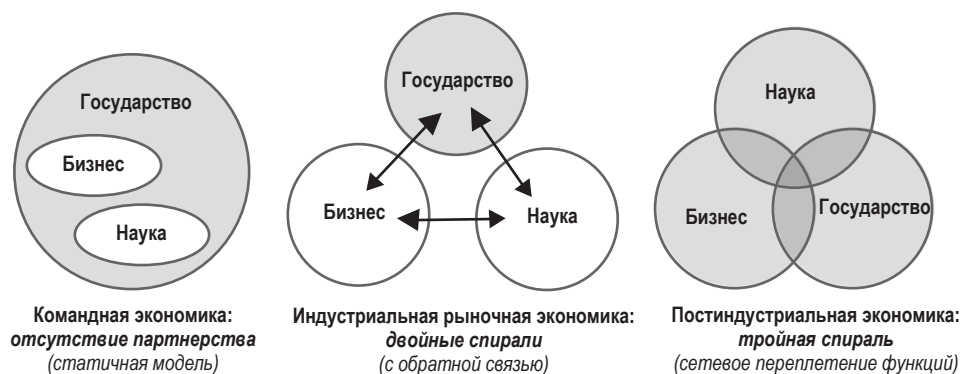 Государство
Бизнес
Наука
Командная экономика:
отсутствие партнерства
(статичная модель)
Государство
Бизнес
Наука
Индустриальная рыночная экономика:
двойные спирали
(с обратной связью)
Наука
Бизнес
Государство
Постиндустриальная экономика:
тройная спираль
(сетевое переплетение функций)